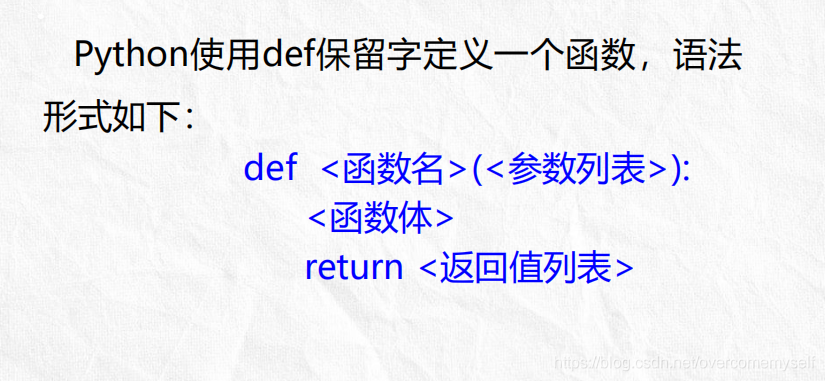 Python使用def保留字定义一个函数，语法
形式如下：
def <函数名>(<参数列表>):
<函数体>
return <返回值列表>
https://blog.csdn.net/overcomemyself